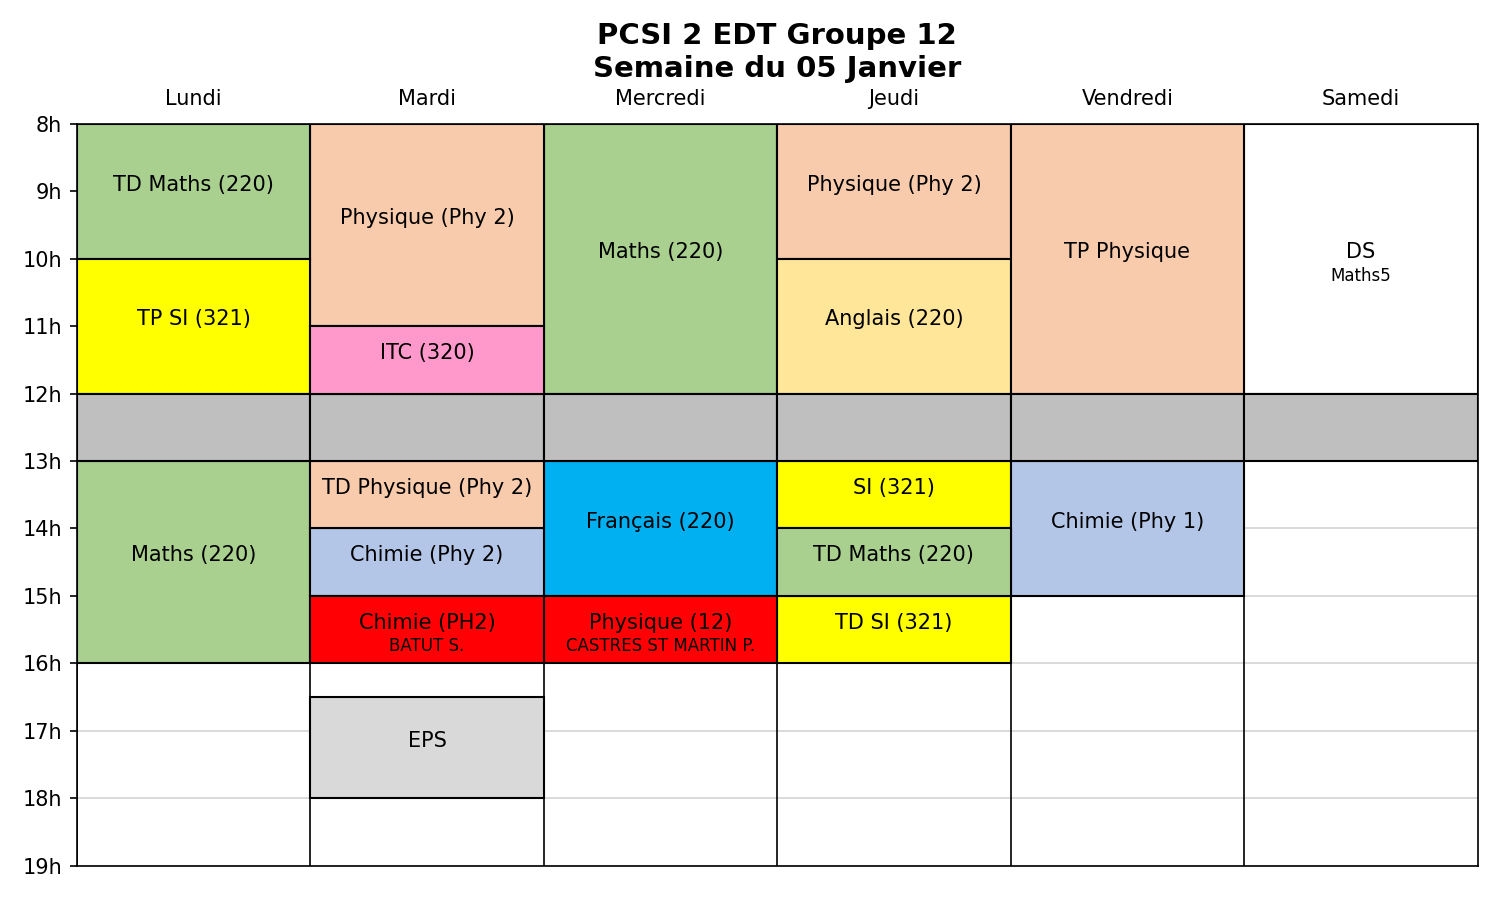 PCSI 2 EDT Groupe 12
Semaine du 05 Janvier
Lundi Mardi Mercredi Jeudi Vendredi Samedi
8h
TD Maths (220) Physique (Phy 2)
9h
Physique (Phy 2)
Maths (220) TP Physique DS
10h
Maths5
TP SI (321) Anglais (220)
11h
ITC (320)
12h
13h
TD Physique (Phy 2) SI (321)
Français (220) Chimie (Phy 1)
14h
Maths (220) Chimie (Phy 2) TD Maths (220)
15h
Chimie (PH2) Physique (12) TD SI (321)
BATUT S. CASTRES ST MARTIN P.
16h
17h
EPS
18h
19h